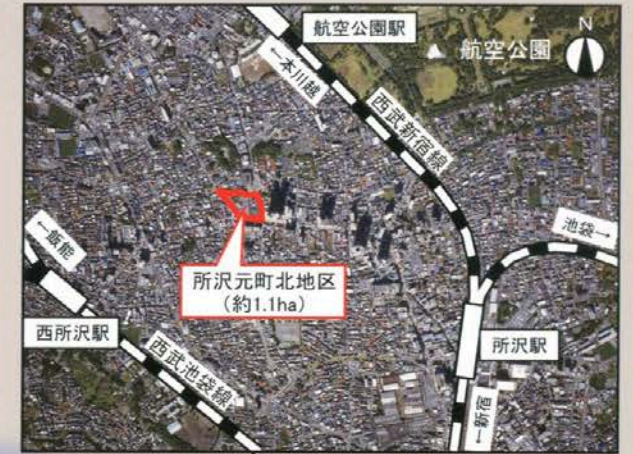 航空公園駅
航空公園
N
←本川越
西武新宿線
←飯能
池袋→
所沢元町北地区
（約1.1ha）
西所沢駅
西武池袋線
所沢駅
←新宿